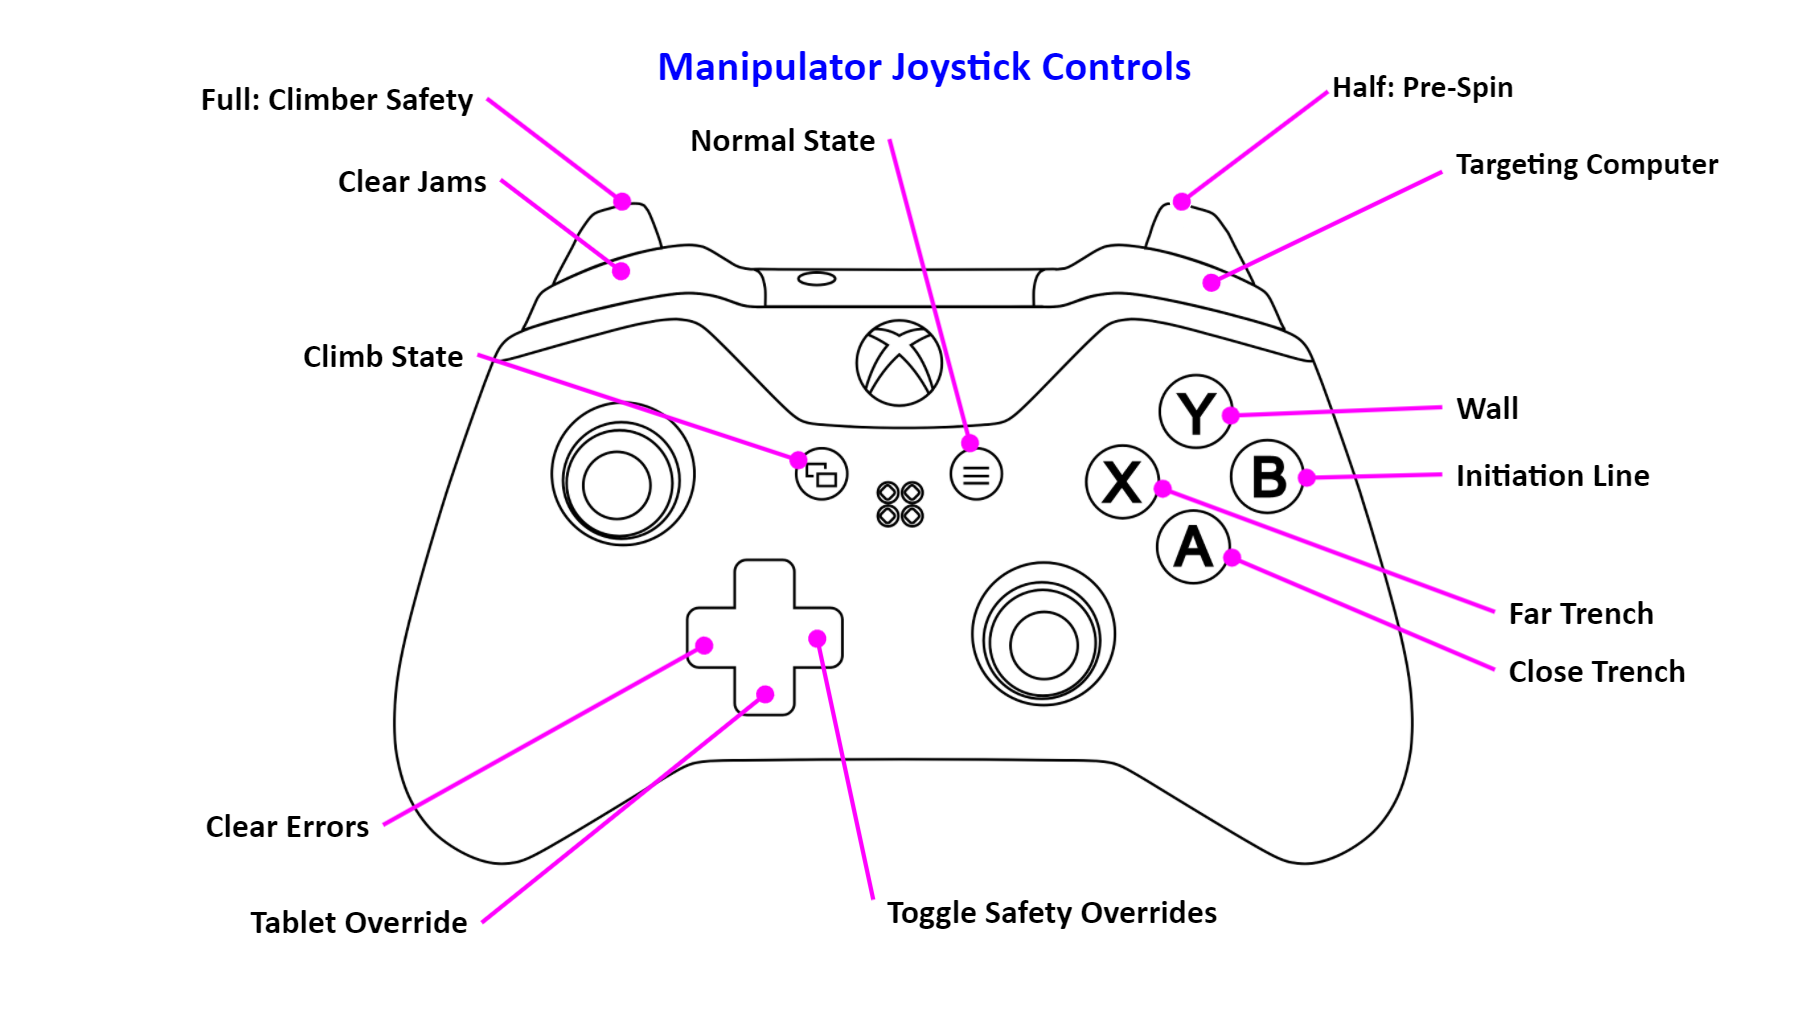 Manipulator Joystick Controls
Full: Climber Safety
Half: Pre-Spin
Normal State
Targeting Computer
Clear Jams
Climb State
Y
Wall
X
B
Initiation Line
A
Far Trench
Close Trench
Clear Errors
Tablet Override
Toggle Safety Overrides